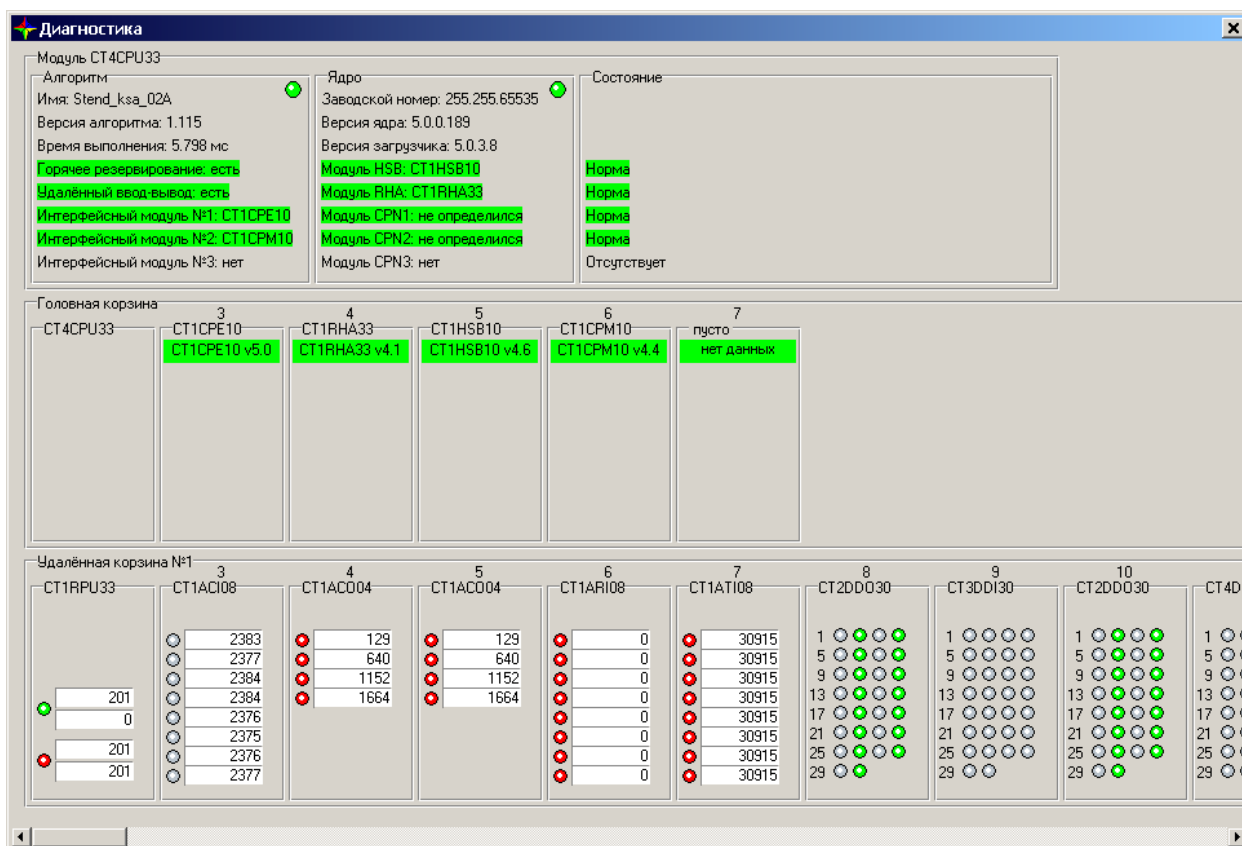 Диагностика
Модуль CT4CPU33
Алгоритм Ядро Состояние
Имя: Stend_ksa_02A Заводской номер: 255.255.65535
Версия алгоритма: 1.115 Версия ядра: 5.0.0.189
Время выполнения: 5.798 мс Версия загрузчика: 5.0.3.8
Горячее резервирование: есть Модуль HSB: CT1HSB10 Норма
Удалённый ввод-вывод: есть Модуль RHA: CT1RHA33 Норма
Интерфейсный модуль №1: CT1CPE10 Модуль CPN1: не определился Норма
Интерфейсный модуль №2: CT1CPM10 Модуль CPN2: не определился Норма
Интерфейсный модуль №3: нет Модуль CPN3: нет Отсутствует
Головная корзина
3 4 5 6 7
CT4CPU33 CT1CPE10 CT1RHA33 CT1HSB10 CT1CPM10 пусто
CT1CPE10 v5.0 CT1RHA33 v4.1 CT1HSB10 v4.6 CT1CPM10 v4.4 нет данных
Удалённая корзина №1
3 4 5 6 7 8 9 10
CT1RPU33 CT1ACI08 CT1ACO04 CT1ACO04 CT1ARI08 CT1ATI08 CT2DDO30 CT3DDI30 CT2DDO30 CT4D
2383 129 129 0 30915 1 1 1 1
2377 640 640 0 30915 5 5 5 5
2384 1152 1152 0 30915 9 9 9 9
201 2384 1664 1664 0 30915 13 13 13 13
0 2376 0 30915 17 17 17 17
2375 0 30915 21 21 21 21
201 2376 0 30915 25 25 25 25
201 2377 0 30915 29 29 29 29